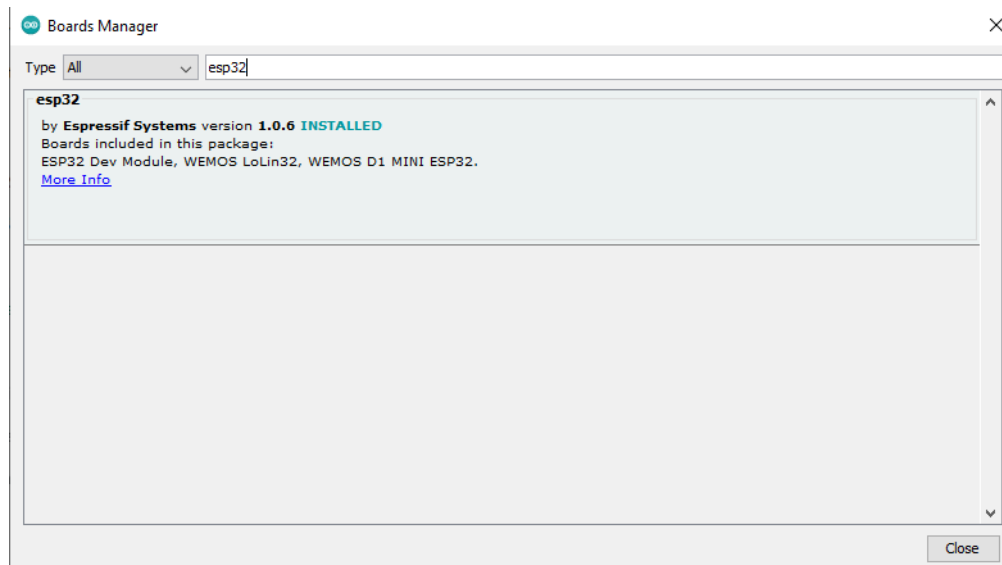 Boards Manager
Type All esp32
esp32
by Espressif Systems version 1.0.6 INSTALLED
Boards included in this package:
ESP32 Dev Module, WEMOS LoLin32, WEMOS D1 MINI ESP32.
More Info
Close